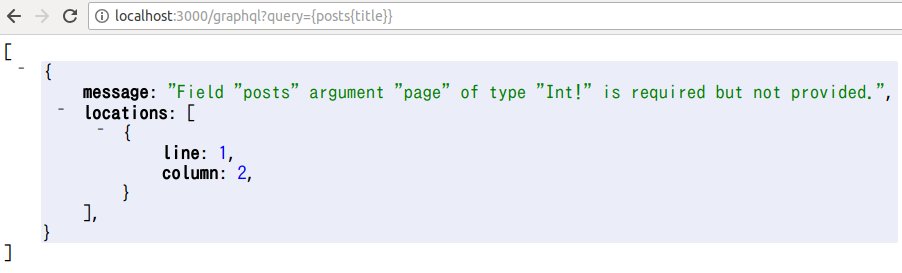 localhost:3000/graphql?query={posts{title}}
[
- {
message: "Field "posts" argument "page" of type "Int!" is required but not provided.",
- locations: [
- {
line: 1,
column: 2,
}
],
}
]